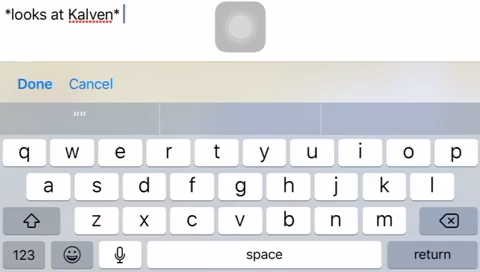 *looks at Kalven*
Done Cancel
""
q w e r t y u i o p
a s d f g h j k l
z x c v b n m
123 space return